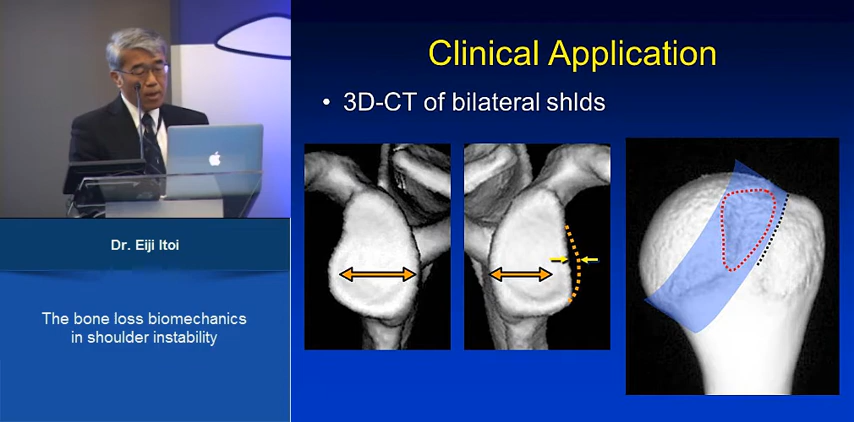 Clinical Application
• 3D-CT of bilateral shlds
Dr. Eiji Itoi
The bone loss biomechanics
in shoulder instability